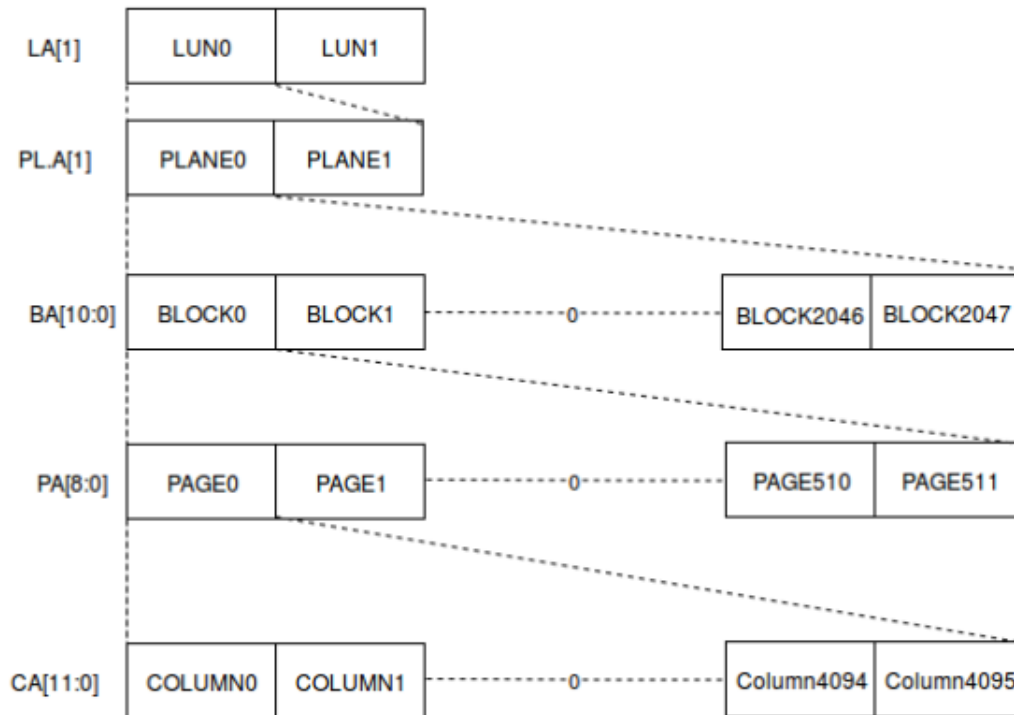 LA[1] LUN0 LUN1
PL.A[1] PLANE0 PLANE1
BA[10:0] BLOCK0 BLOCK1 0 BLOCK2046 BLOCK2047
PA[8:0] PAGE0 PAGE1 0 PAGE510 PAGE511
CA[11:0] COLUMN0 COLUMN1 0 Column4094 Column4095